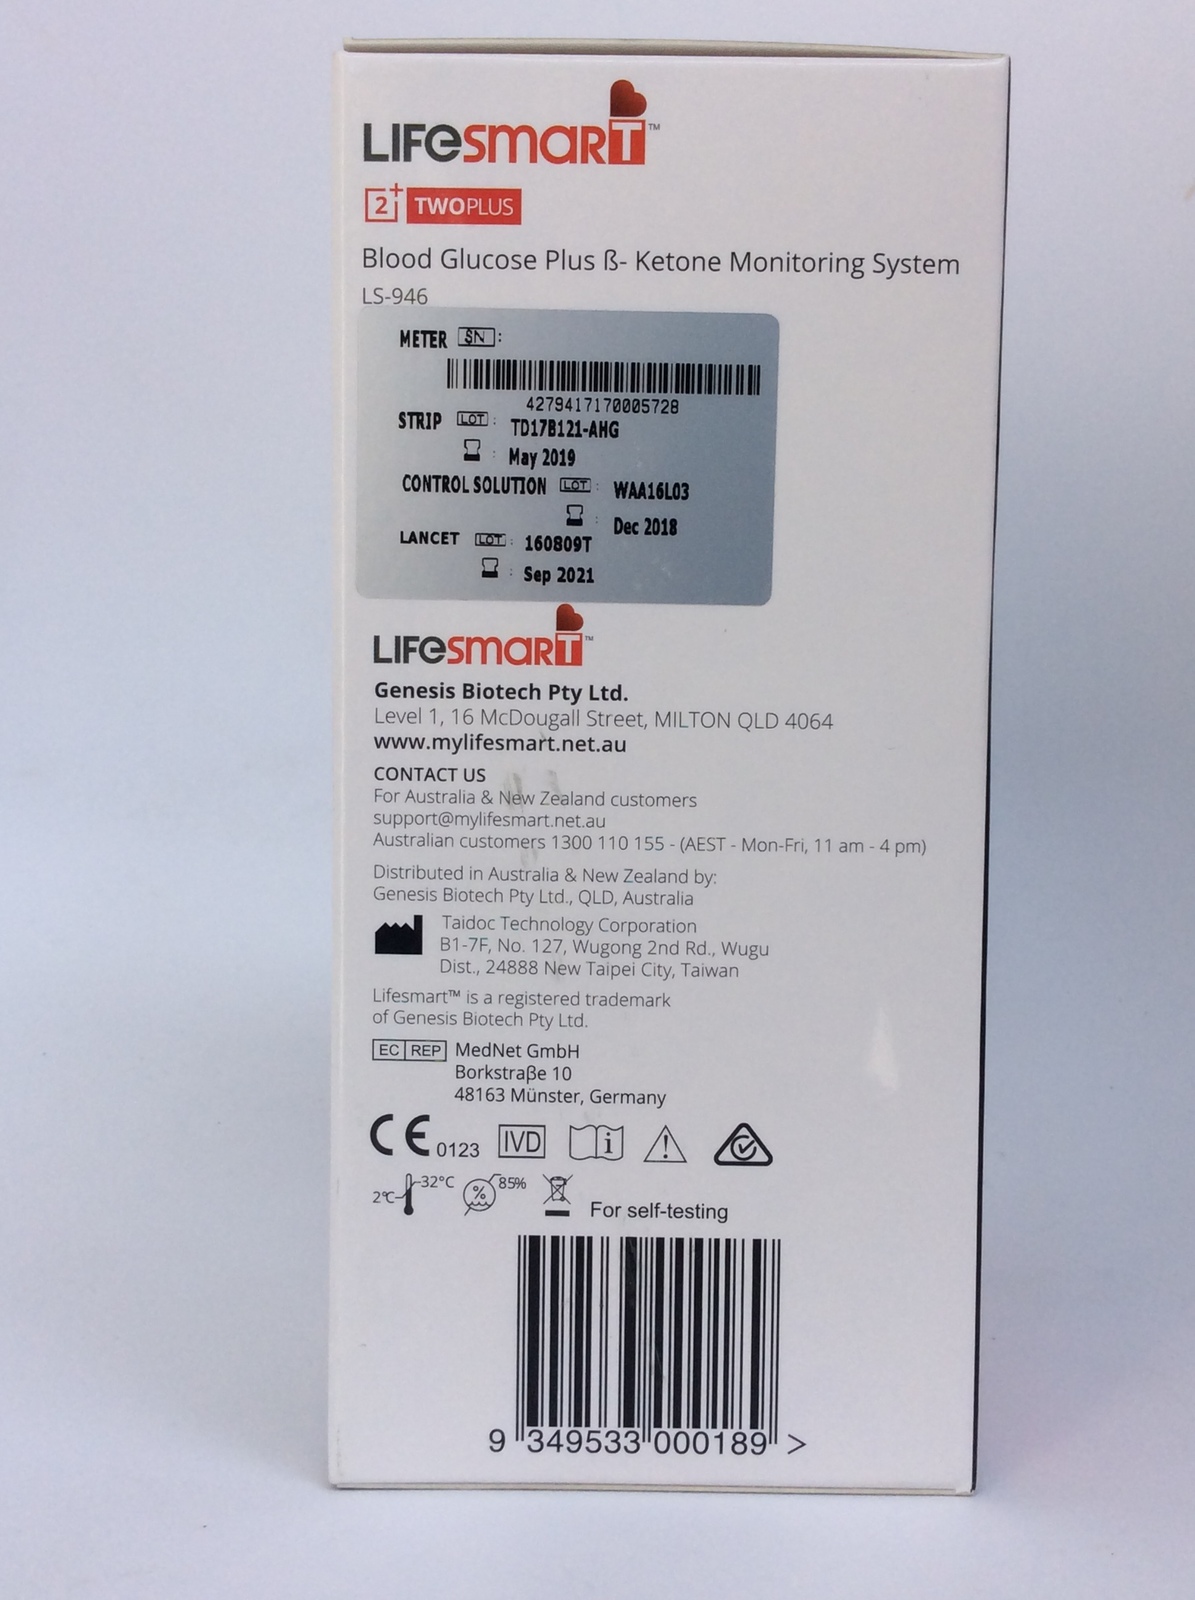 LIFesmarT™
2+ TWOPLUS
Blood Glucose Plus ß- Ketone Monitoring System
LS-946
METER SN :
4279417170005728
STRIP LOT : TD17B121-AHG
: May 2019
CONTROL SOLUTION LOT : WAA16L03
: Dec 2018
LANCET LOT : 160809T
: Sep 2021
LIFesmarT™
Genesis Biotech Pty Ltd.
Level 1, 16 McDougall Street, MILTON QLD 4064
www.mylifesmart.net.au
CONTACT US
For Australia & New Zealand customers
support@mylifesmart.net.au
Australian customers 1300 110 155 - (AEST - Mon-Fri, 11 am - 4 pm)
Distributed in Australia & New Zealand by:
Genesis Biotech Pty Ltd., QLD, Australia
Taidoc Technology Corporation
B1-7F, No. 127, Wugong 2nd Rd., Wugu
Dist., 24888 New Taipei City, Taiwan
Lifesmart™ is a registered trademark
of Genesis Biotech Pty Ltd.
EC REP MedNet GmbH
Borkstraβe 10
48163 Münster, Germany
CE 0123 IVD i !
2°C 32°C % 85% For self-testing
9 349533 000189 >